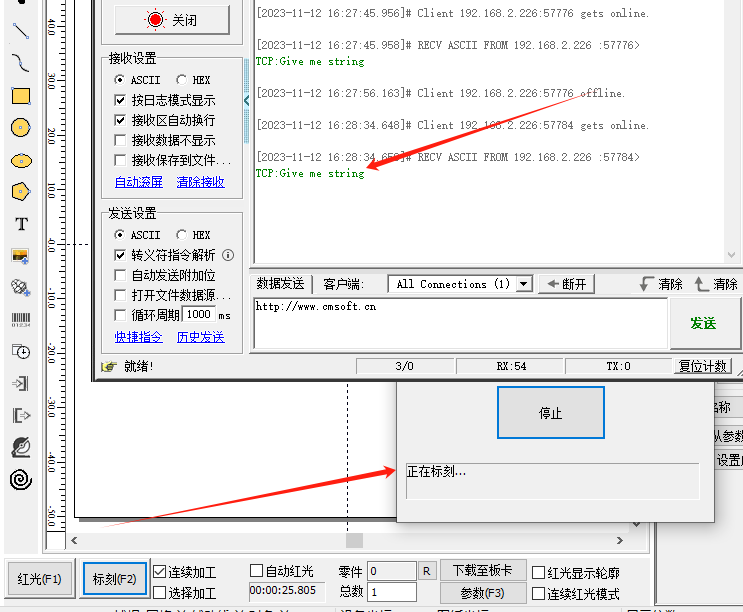 关闭
接收设置
ASCII HEX
按日志模式显示
接收区自动换行
接收数据不显示
接收保存到文件...
自动滚屏 清除接收
发送设置
ASCII HEX
转义符指令解析
自动发送附加位
打开文件数据源...
循环周期 1000 ms
快捷指令 历史发送
就绪!
[2023-11-12 16:27:45.956]# Client 192.168.2.226:57776 gets online.
[2023-11-12 16:27:45.958]# RECV ASCII FROM 192.168.2.226 :57776>
TCP:Give me string
[2023-11-12 16:27:56.163]# Client 192.168.2.226:57776 offline.
[2023-11-12 16:28:34.648]# Client 192.168.2.226:57784 gets online.
[2023-11-12 16:28:34. ]# RECV ASCII FROM 192.168.2.226 :57784>
TCP:Give me string
数据发送 客户端: All Connections (1) 断开 清除 清除
http://www.cmsoft.cn
发送
3/0 RX:54 TX:0 复位计数
40.0
30.0
20.0
10.0
0.0
-10.0
-20.0
-30.0
-40.0
-50.0
T
停止
正在标刻...
名称
从参数
设置
红光(F1) 标刻(F2)
连续加工
选择加工
自动红光
00:00:25.805
零件 0 R
总数 1
下载至板卡
参数(F3)
红光显示轮廓
连续红光模式